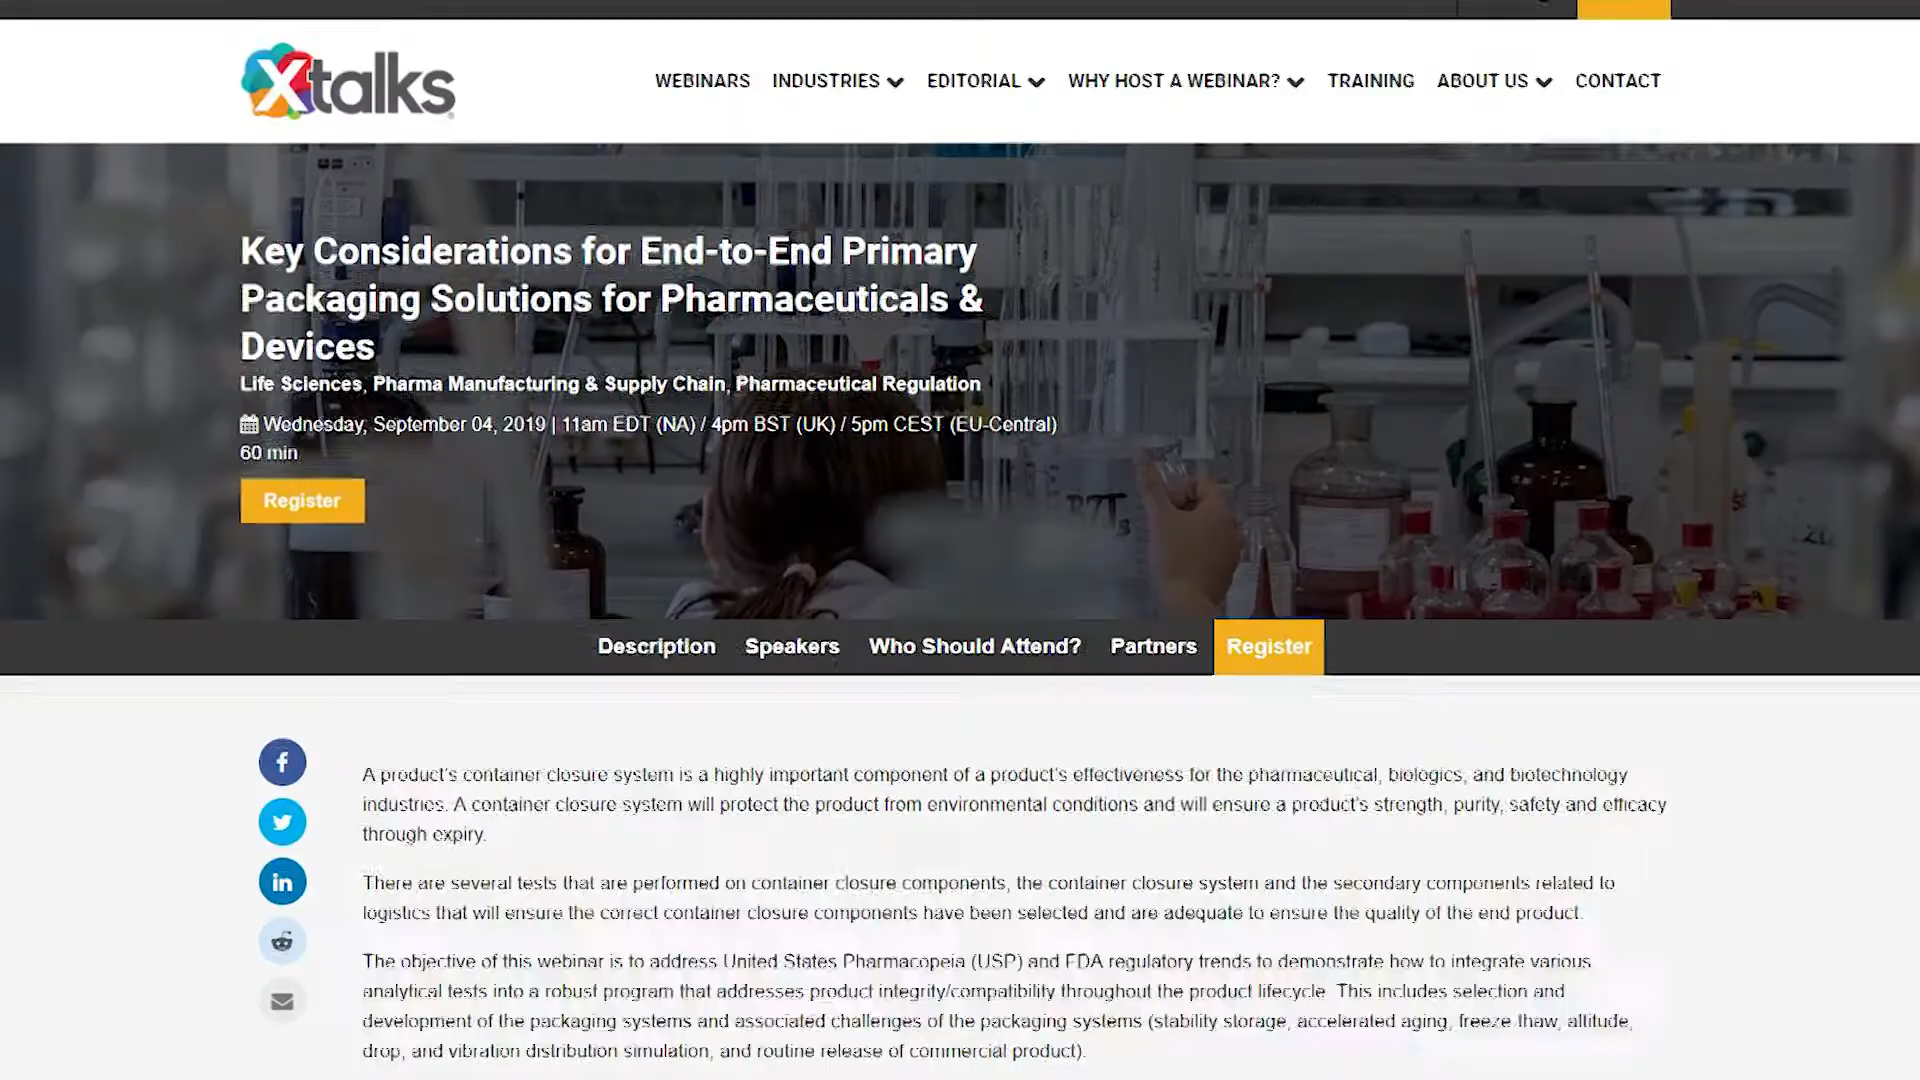 Xtalks
WEBINARS INDUSTRIES EDITORIAL WHY HOST A WEBINAR? TRAINING ABOUT US CONTACT
Key Considerations for End-to-End Primary
Packaging Solutions for Pharmaceuticals &
Devices
Life Sciences, Pharma Manufacturing & Supply Chain, Pharmaceutical Regulation
Wednesday, September 04, 2019 | 11am EDT (NA) / 4pm BST (UK) / 5pm CEST (EU-Central)
60 min
Register
Description Speakers Who Should Attend? Partners Register
A product's container closure system is a highly important component of a product's effectiveness for the pharmaceutical, biologics, and biotechnology
industries. A container closure system will protect the product from environmental conditions and will ensure a product's strength, purity, safety and efficacy
through expiry.
There are several tests that are performed on container closure components, the container closure system and the secondary components related to
logistics that will ensure the correct container closure components have been selected and are adequate to ensure the quality of the end product.
The objective of this webinar is to address United States Pharmacopeia (USP) and FDA regulatory trends to demonstrate how to integrate various
analytical tests into a robust program that addresses product integrity/compatibility throughout the product lifecycle. This includes selection and
development of the packaging systems and associated challenges of the packaging systems (stability storage, accelerated aging, freeze thaw, altitude,
drop, and vibration distribution simulation, and routine release of commercial product).